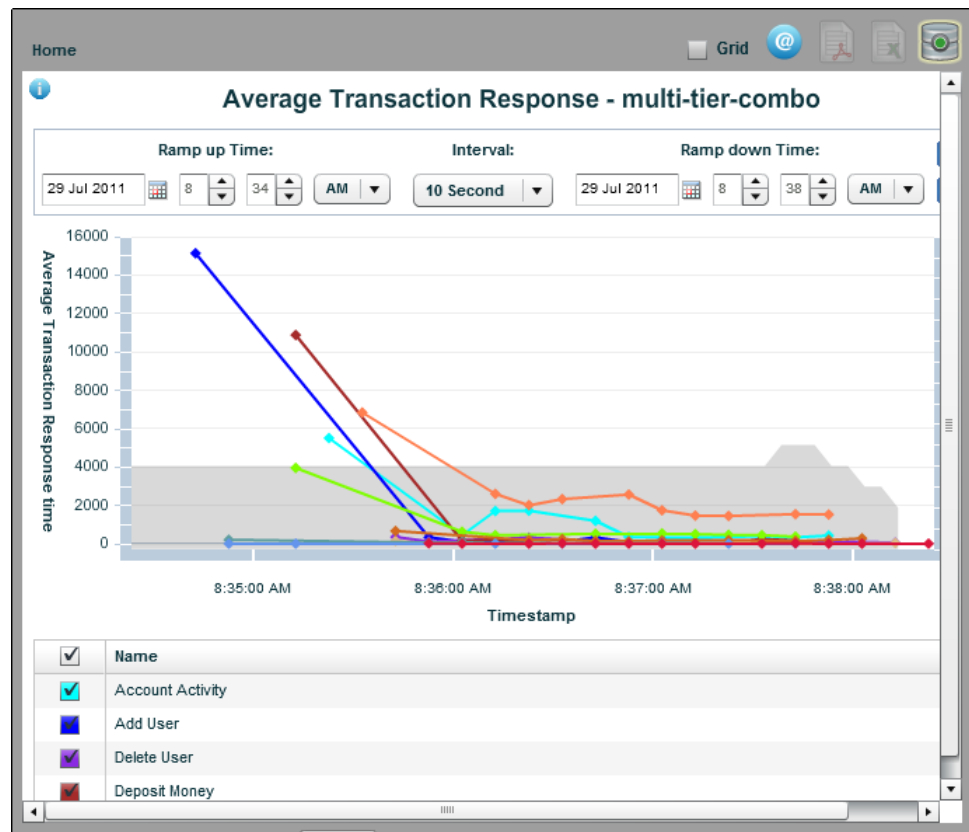 Home
Grid
Average Transaction Response - multi-tier-combo
Ramp up Time:
Interval:
Ramp down Time:
29 Jul 2011 8 34 AM 10 Second 29 Jul 2011 8 38 AM
Average Transaction Response time
16000
14000
12000
10000
8000
6000
4000
2000
0
8:35:00 AM 8:36:00 AM 8:37:00 AM 8:38:00 AM
Timestamp
Name
Account Activity
Add User
Delete User
Deposit Money